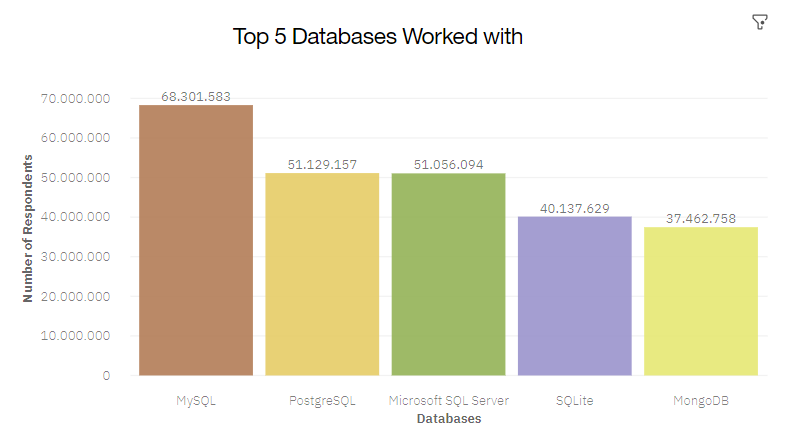 Top 5 Databases Worked with
Number of Respondents
70.000.000
60.000.000
50.000.000
40.000.000
30.000.000
20.000.000
10.000.000
0
68.301.583
51.129.157
51.056.094
40.137.629
37.462.758
MySQL
PostgreSQL
Microsoft SQL Server
SQLite
MongoDB
Databases